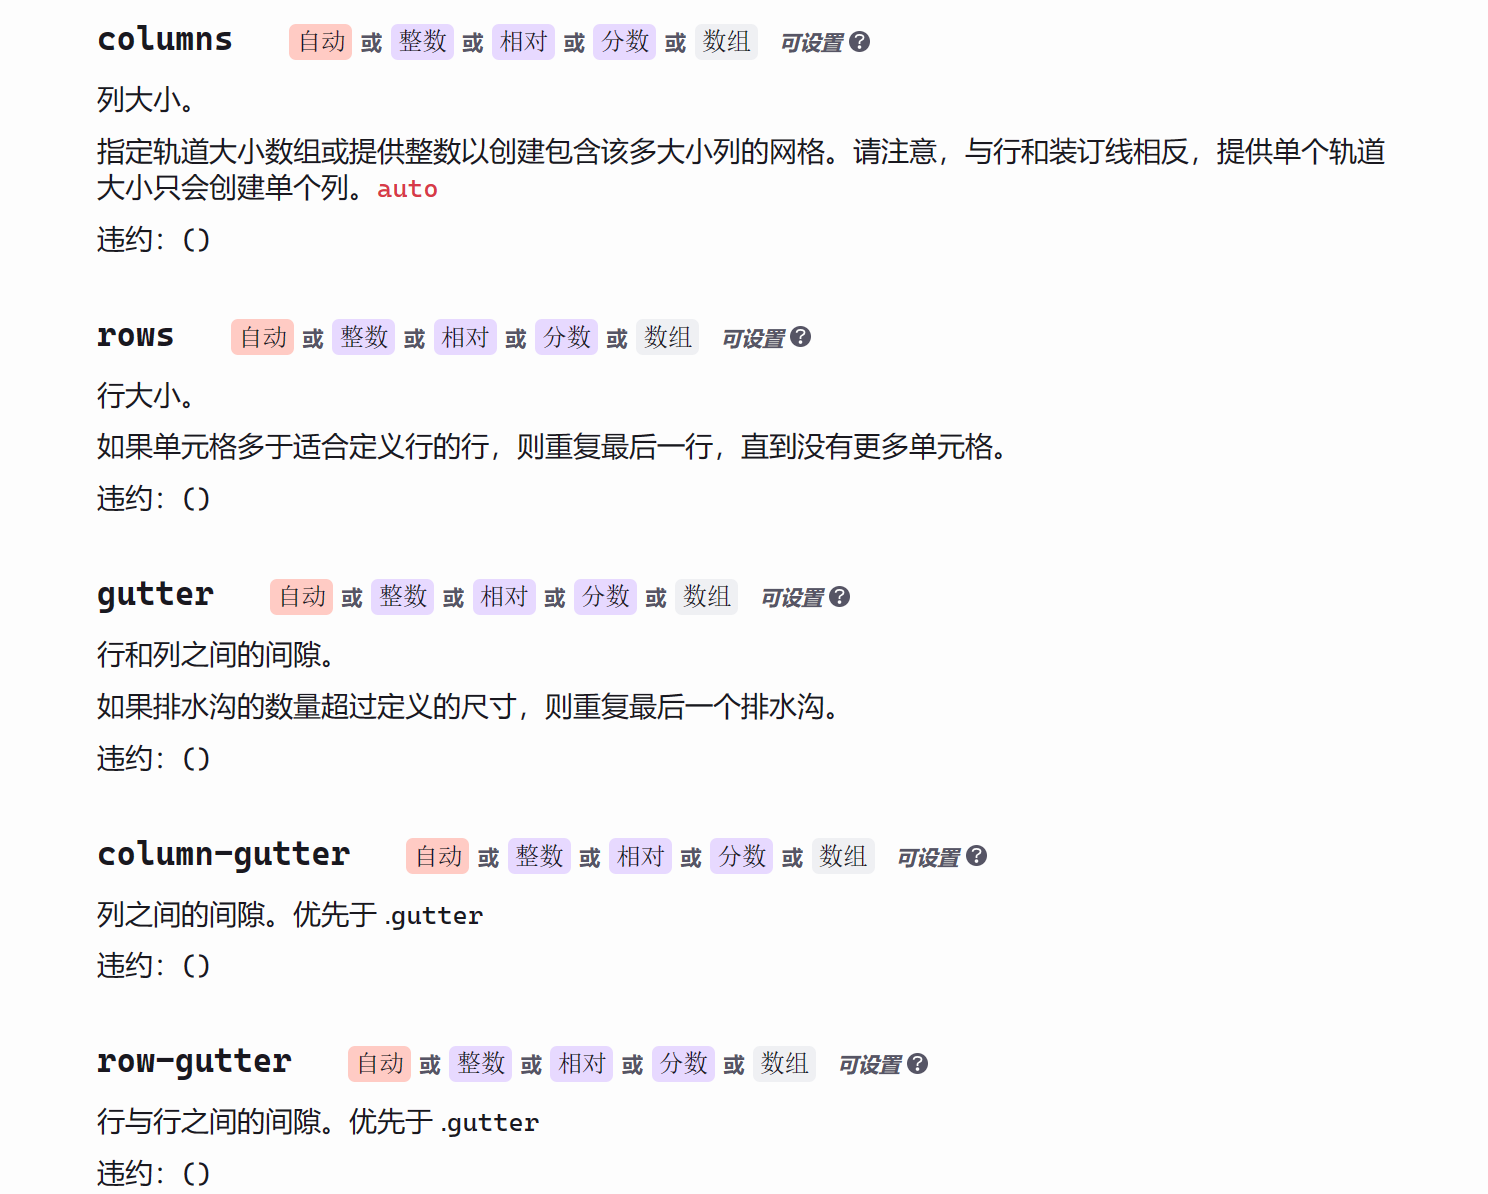 columns 自动 或 整数 或 相对 或 分数 或 数组 可设置 ?
列大小。
指定轨道大小数组或提供整数以创建包含该多大小列的网格。请注意，与行和装订线相反，提供单个轨道
大小只会创建单个列。auto
违约：()
rows 自动 或 整数 或 相对 或 分数 或 数组 可设置 ?
行大小。
如果单元格多于适合定义行的行，则重复最后一行，直到没有更多单元格。
违约：()
gutter 自动 或 整数 或 相对 或 分数 或 数组 可设置 ?
行和列之间的间隙。
如果排水沟的数量超过定义的尺寸，则重复最后一个排水沟。
违约：()
column-gutter 自动 或 整数 或 相对 或 分数 或 数组 可设置 ?
列之间的间隙。优先于 .gutter
违约：()
row-gutter 自动 或 整数 或 相对 或 分数 或 数组 可设置 ?
行与行之间的间隙。优先于 .gutter
违约：()